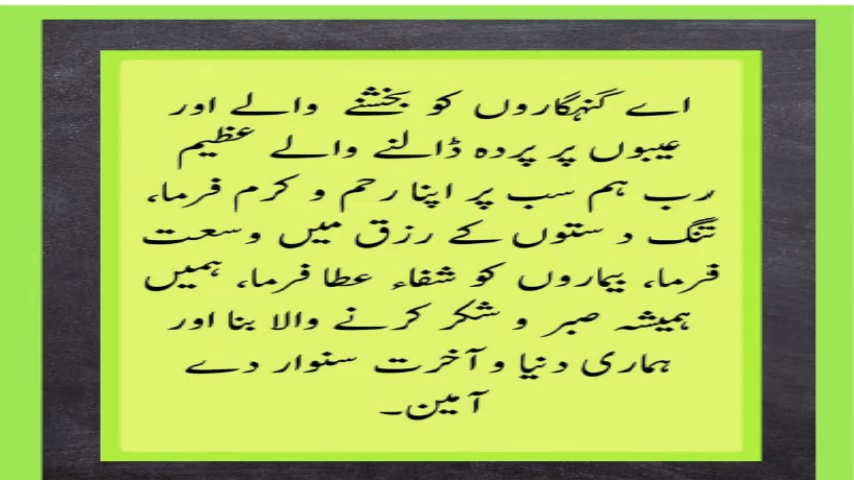 اے گنہگاروں کو بخشنے والے اور
عیبوں پر پردہ ڈالنے والے عظیم
رب ہم سب پر اپنا رحم و کرم فرما،
تنگ دستوں کے رزق میں وسعت
فرما، بیماروں کو شفاء عطا فرما، ہمیں
ہمیشہ صبر و شکر کرنے والا بنا اور
ہماری دنیا و آخرت سنوار دے
آمین۔